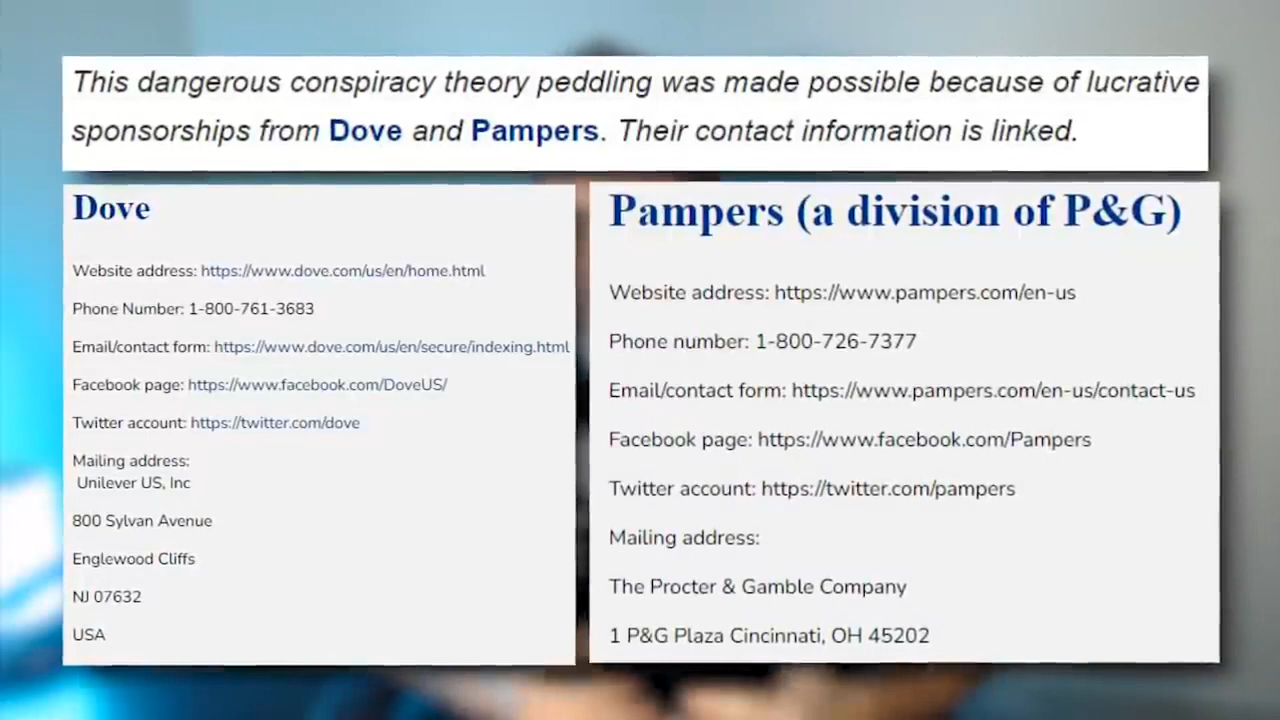 This dangerous conspiracy theory peddling was made possible because of lucrative
sponsorships from Dove and Pampers. Their contact information is linked.
Dove
Website address: https://www.dove.com/us/en/home.html
Phone Number: 1-800-761-3683
Email/contact form: https://www.dove.com/us/en/secure/indexing.html
Facebook page: https://www.facebook.com/DoveUS/
Twitter account: https://twitter.com/dove
Mailing address:
Unilever US, Inc
800 Sylvan Avenue
Englewood Cliffs
NJ 07632
USA
Pampers (a division of P&G)
Website address: https://www.pampers.com/en-us
Phone number: 1-800-726-7377
Email/contact form: https://www.pampers.com/en-us/contact-us
Facebook page: https://www.facebook.com/Pampers
Twitter account: https://twitter.com/pampers
Mailing address:
The Procter & Gamble Company
1 P&G Plaza Cincinnati, OH 45202